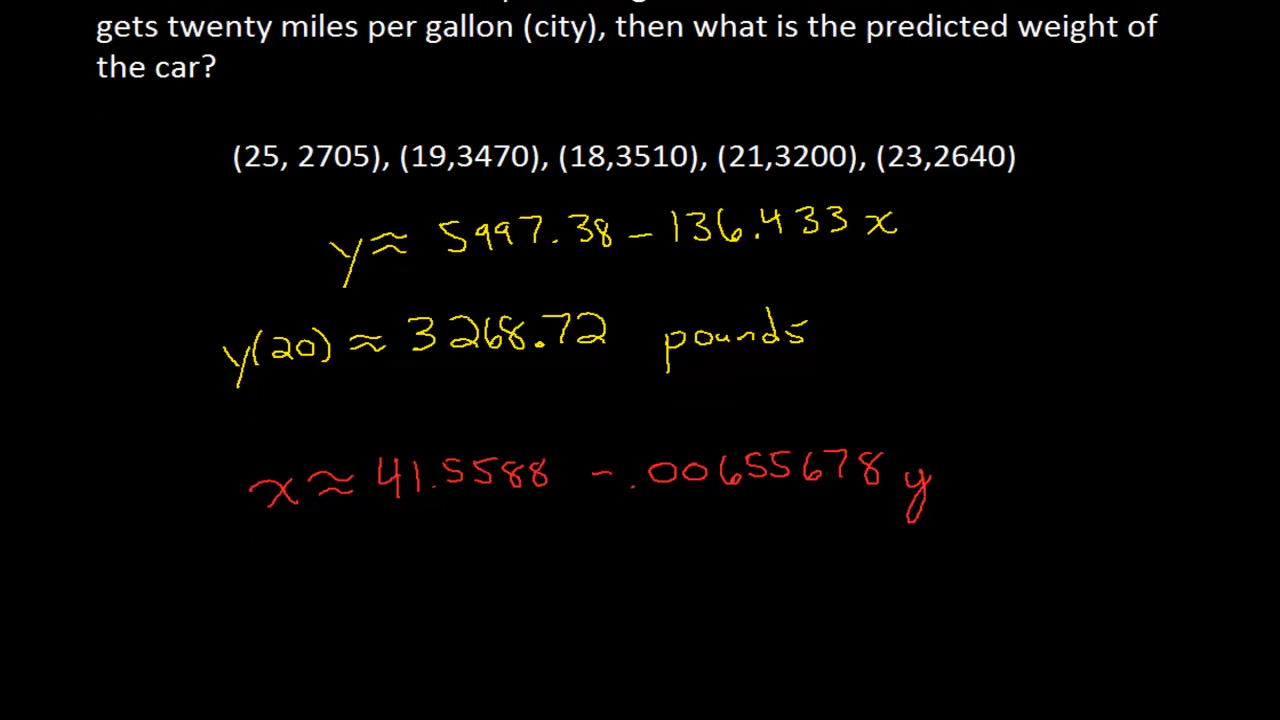 gets twenty miles per gallon (city), then what is the predicted weight of
the car?
(25, 2705), (19,3470), (18,3510), (21,3200), (23,2640)
y ≈ 5997.38 - 136.433 x
y(20) ≈ 3268.72 pounds
x ≈ 41.5588 - .00655678 y